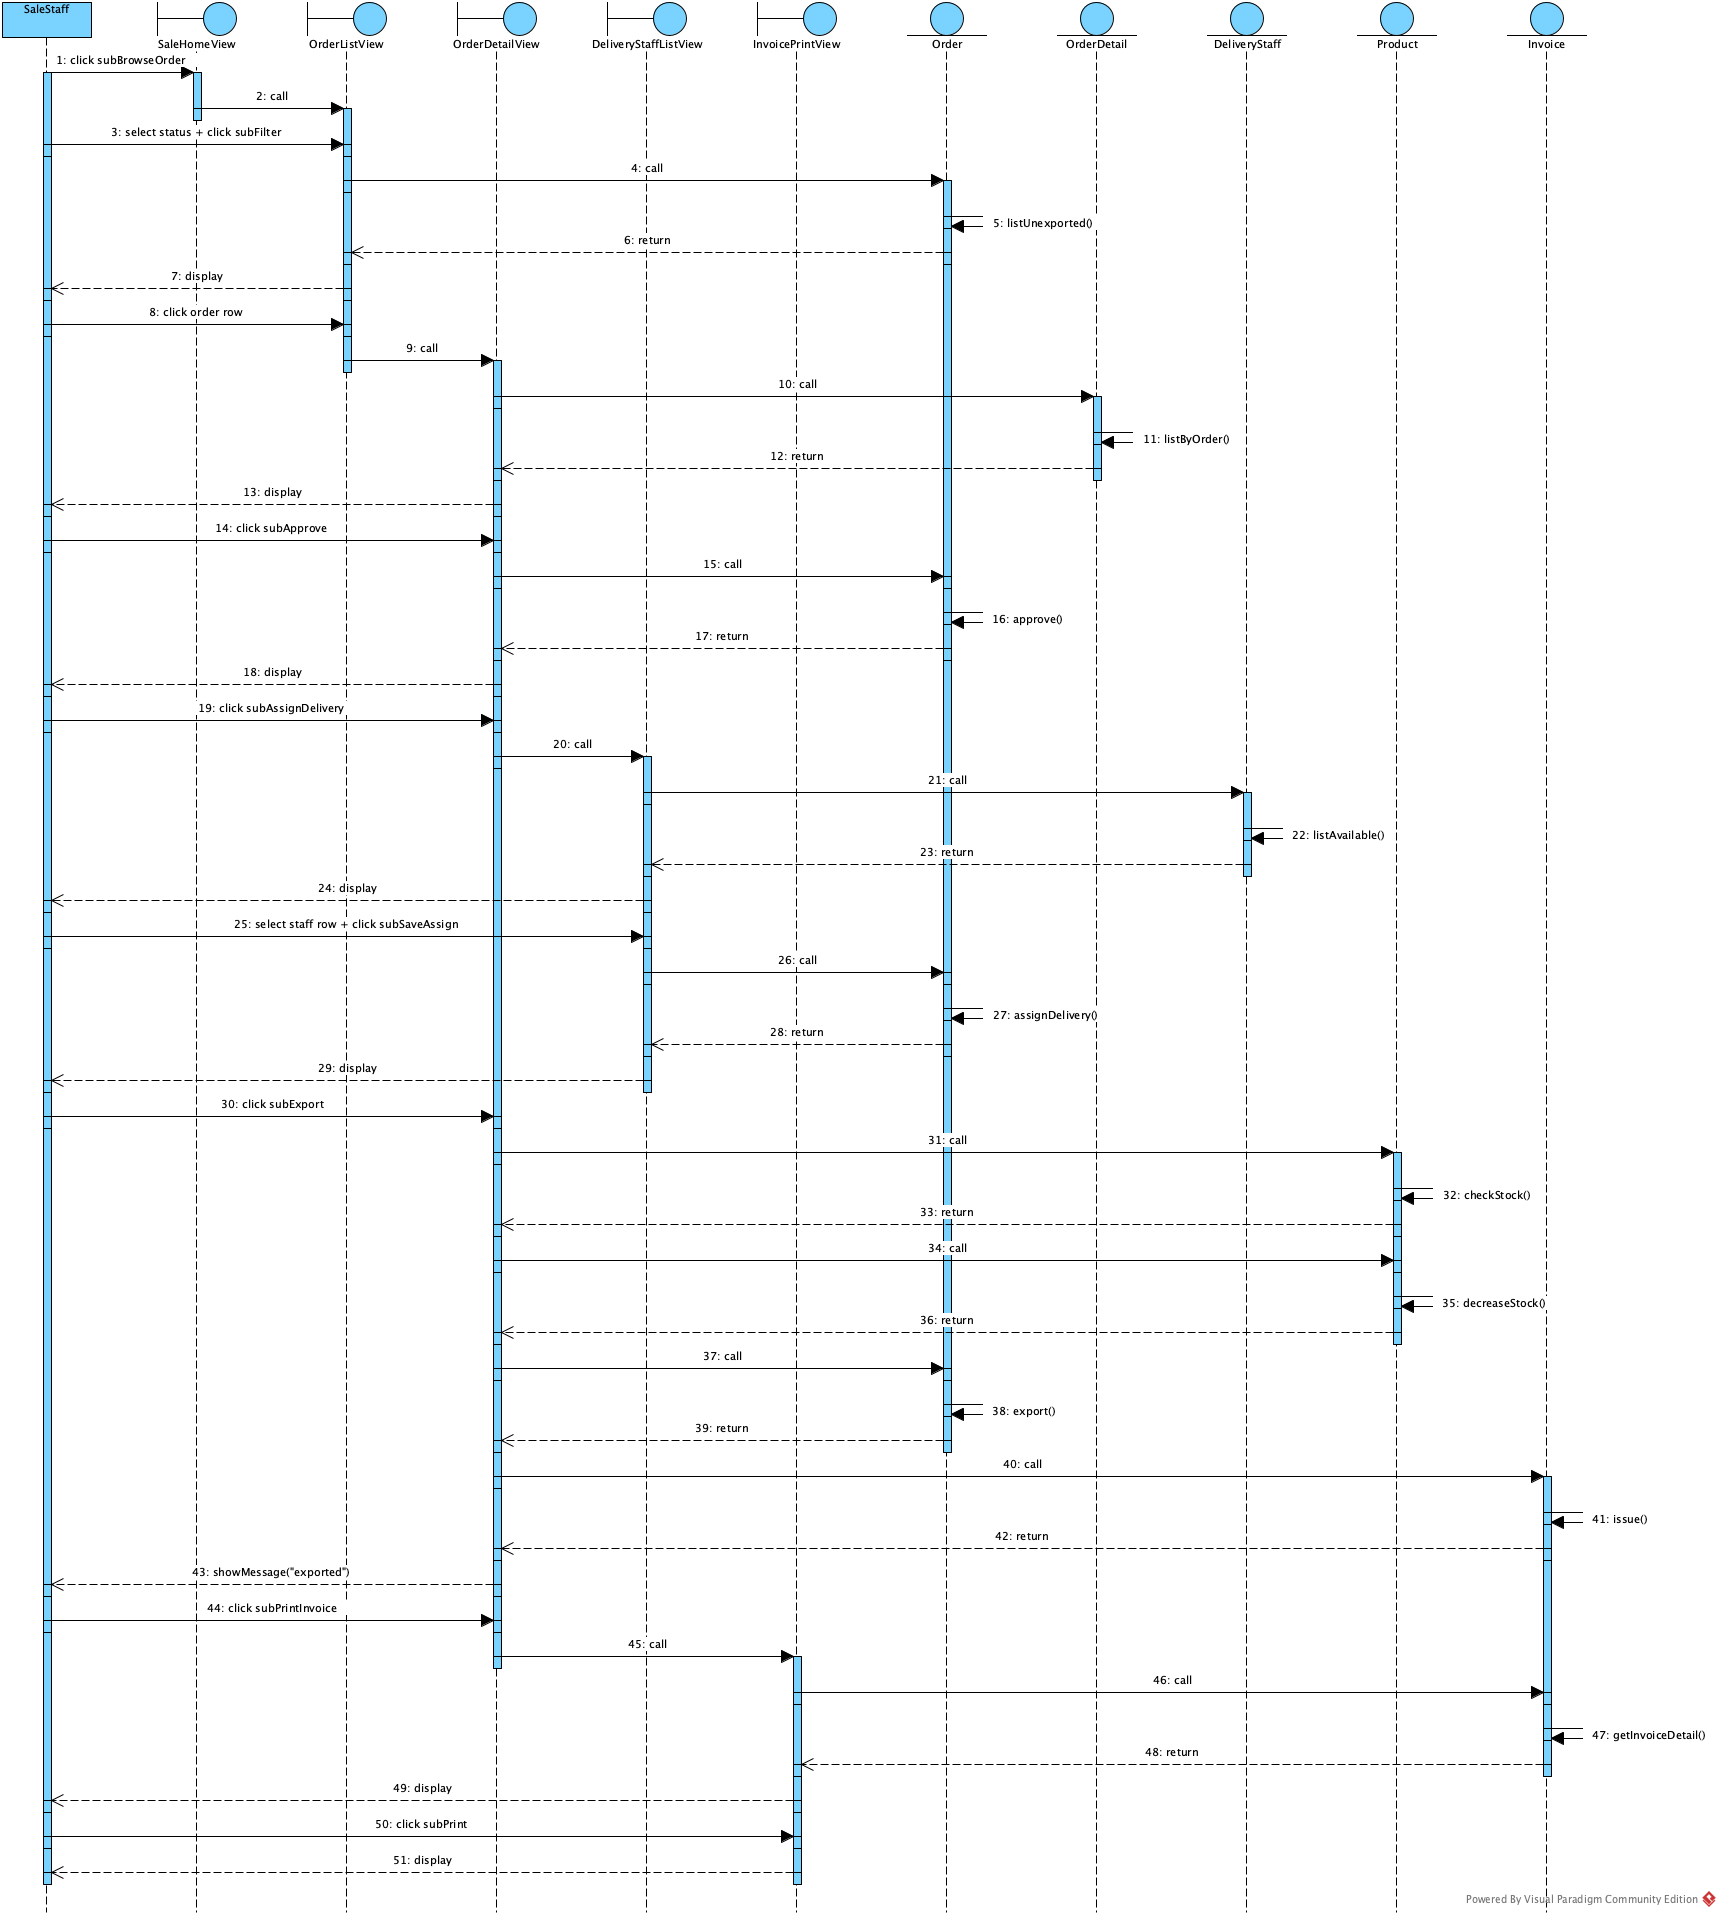 SaleStaff
SaleHomeView
OrderListView
OrderDetailView
DeliveryStaffListView
InvoicePrintView
Order
OrderDetail
DeliveryStaff
Product
Invoice
1: click subBrowseOrder
2: call
3: select status + click subFilter
4: call
5: listUnexported()
6: return
7: display
8: click order row
9: call
10: call
11: listByOrder()
12: return
13: display
14: click subApprove
15: call
16: approve()
17: return
18: display
19: click subAssignDelivery
20: call
21: call
22: listAvailable()
23: return
24: display
25: select staff row + click subSaveAssign
26: call
27: assignDelivery()
28: return
29: display
30: click subExport
31: call
32: checkStock()
33: return
34: call
35: decreaseStock()
36: return
37: call
38: export()
39: return
40: call
41: issue()
42: return
43: showMessage("exported")
44: click subPrintInvoice
45: call
46: call
47: getInvoiceDetail()
48: return
49: display
50: click subPrint
51: display
Powered By Visual Paradigm Community Edition